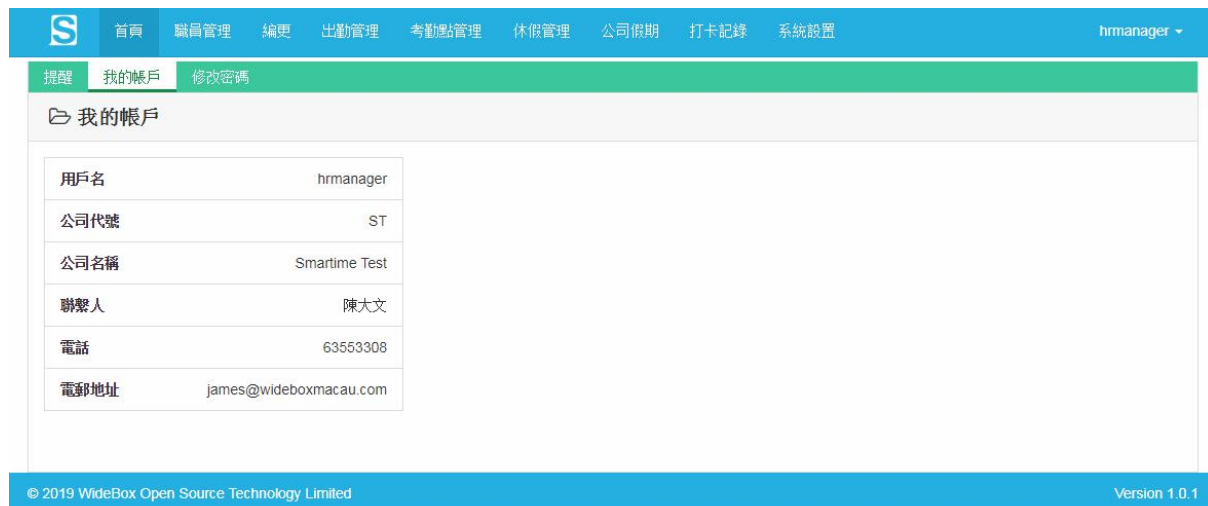 S 首頁 職員管理 編更 出勤管理 考勤點管理 休假管理 公司假期 打卡記錄 系統設置 hrmanager
提醒 我的帳戶 修改密碼
我的帳戶
用戶名 hrmanager
公司代號 ST
公司名稱 Smartime Test
聯繫人 陳大文
電話 63553308
電郵地址 james@wideboxmacau.com
© 2019 WideBox Open Source Technology Limited Version 1.0.1